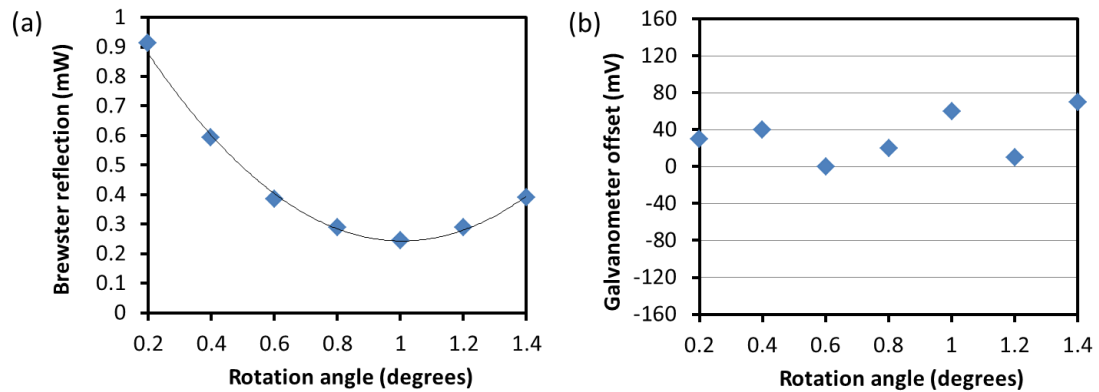 (a)
Brewster reflection (mW)
1
0.9
0.8
0.7
0.6
0.5
0.4
0.3
0.2
0.1
0
0.2 0.4 0.6 0.8 1 1.2 1.4
Rotation angle (degrees)
(b)
Galvanometer offset (mV)
160
120
80
40
0
-40
-80
-120
-160
0.2 0.4 0.6 0.8 1 1.2 1.4
Rotation angle (degrees)